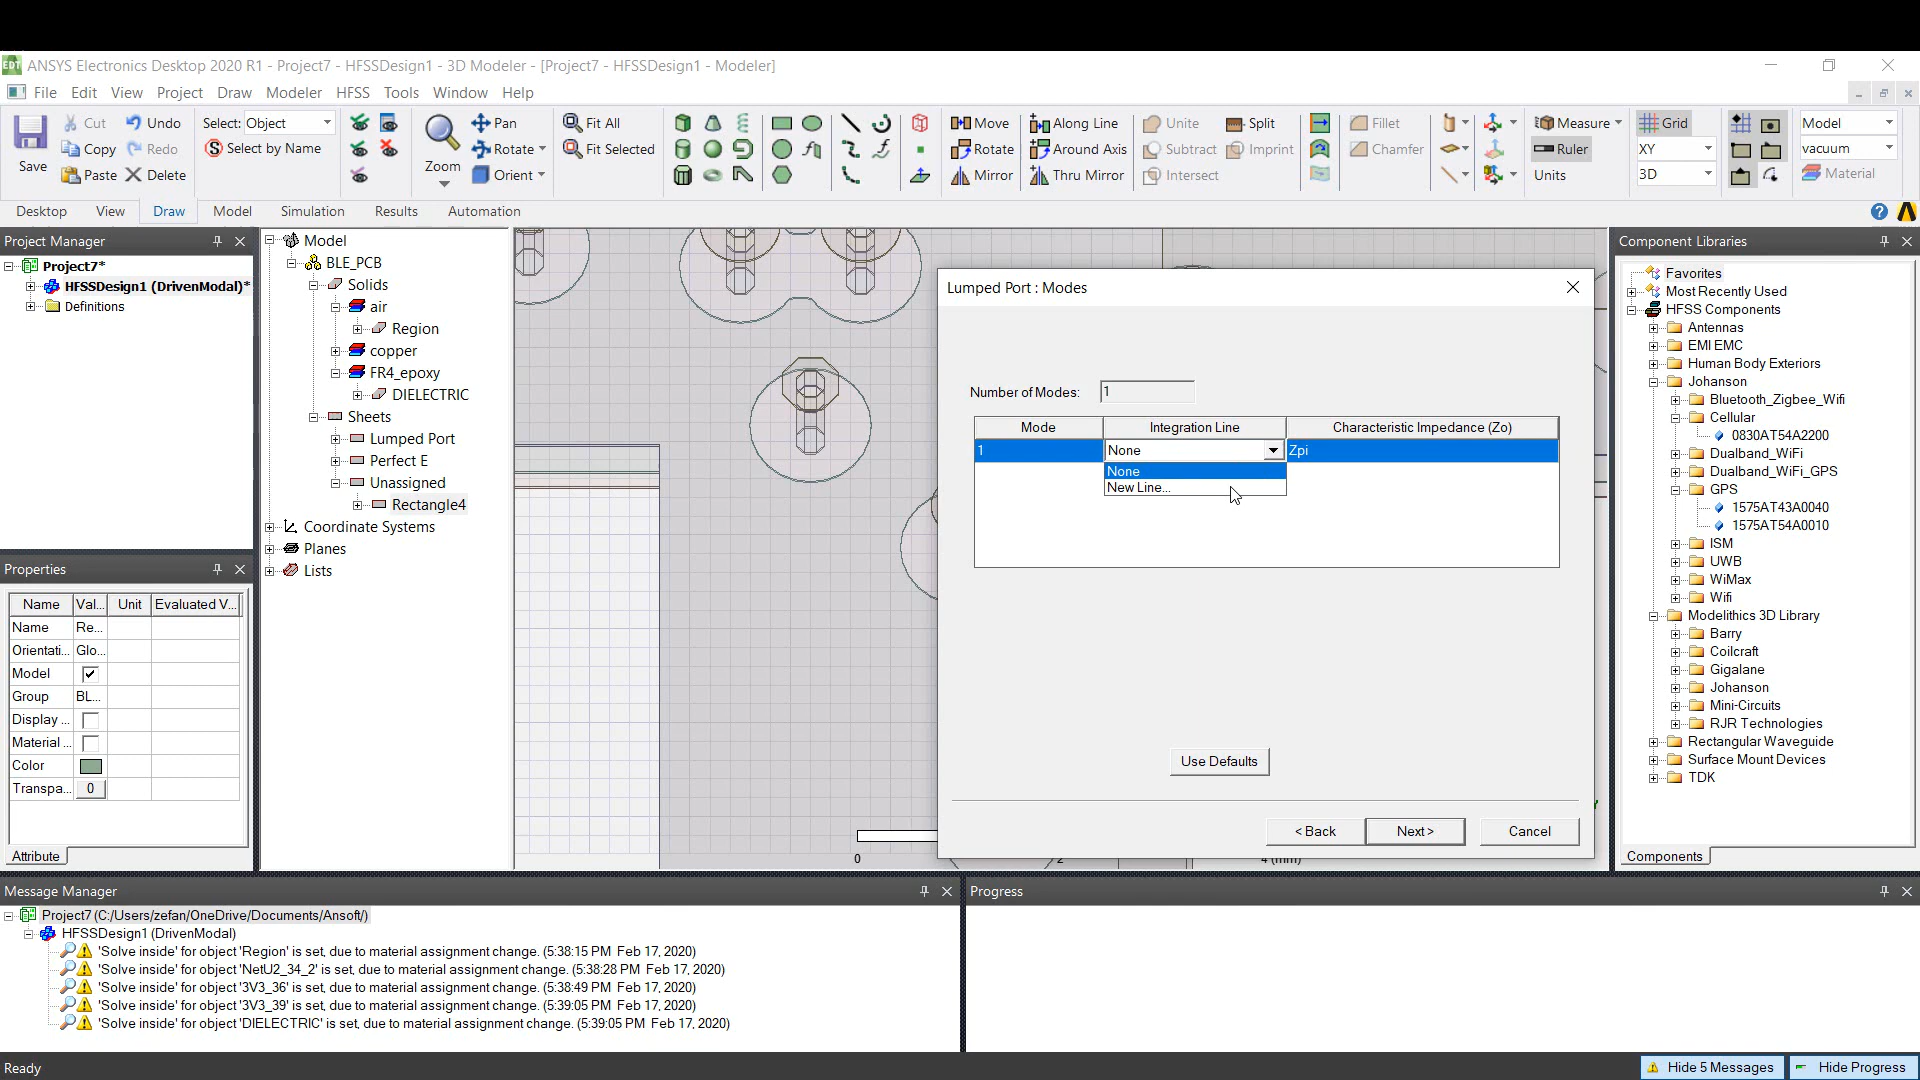 ANSYS Electronics Desktop 2020 R1 - Project7 - HFSSDesign1 - 3D Modeler - [Project7 - HFSSDesign1 - Modeler]
File Edit View Project Draw Modeler HFSS Tools Window Help
Save
Cut Undo
Copy Redo
Paste Delete
Select: Object
Select by Name
Zoom
Pan
Rotate
Orient
Fit All
Fit Selected
Move
Rotate
Mirror
Along Line
Around Axis
Thru Mirror
Unite Split
Subtract Imprint
Intersect
Fillet
Chamfer
Measure
Ruler
Units
Grid
XY
3D
Model
vacuum
Material
Desktop View Draw Model Simulation Results Automation
Project Manager
Project7*
HFSSDesign1 (DrivenModal)*
Definitions
Model
BLE_PCB
Solids
air
Region
copper
FR4_epoxy
DIELECTRIC
Sheets
Lumped Port
Perfect E
Unassigned
Rectangle4
Coordinate Systems
Planes
Lists
Properties
Name Val... Unit Evaluated V...
Name Re...
Orientati... Glo...
Model
Group BL...
Display ...
Material ...
Color
Transpa... 0
Attribute
0
2
4 (mm)
Lumped Port : Modes
Number of Modes: 1
Mode Integration Line Characteristic Impedance (Zo)
1 None Zpi
None
New Line...
Use Defaults
< Back Next > Cancel
Component Libraries
Favorites
Most Recently Used
HFSS Components
Antennas
EMI EMC
Human Body Exteriors
Johanson
Bluetooth_Zigbee_Wifi
Cellular
0830AT54A2200
Dualband_WiFi
Dualband_WiFi_GPS
GPS
1575AT43A0040
1575AT54A0010
ISM
UWB
WiMax
Wifi
Modelithics 3D Library
Barry
Coilcraft
Gigalane
Johanson
Mini-Circuits
RJR Technologies
Rectangular Waveguide
Surface Mount Devices
TDK
Components
Message Manager
Project7 (C:/Users/zefan/OneDrive/Documents/Ansoft/)
HFSSDesign1 (DrivenModal)
'Solve inside' for object 'Region' is set, due to material assignment change. (5:38:15 PM Feb 17, 2020)
'Solve inside' for object 'NetU2_34_2' is set, due to material assignment change. (5:38:28 PM Feb 17, 2020)
'Solve inside' for object '3V3_36' is set, due to material assignment change. (5:38:49 PM Feb 17, 2020)
'Solve inside' for object '3V3_39' is set, due to material assignment change. (5:39:05 PM Feb 17, 2020)
'Solve inside' for object 'DIELECTRIC' is set, due to material assignment change. (5:39:05 PM Feb 17, 2020)
Progress
Ready
Hide 5 Messages
Hide Progress